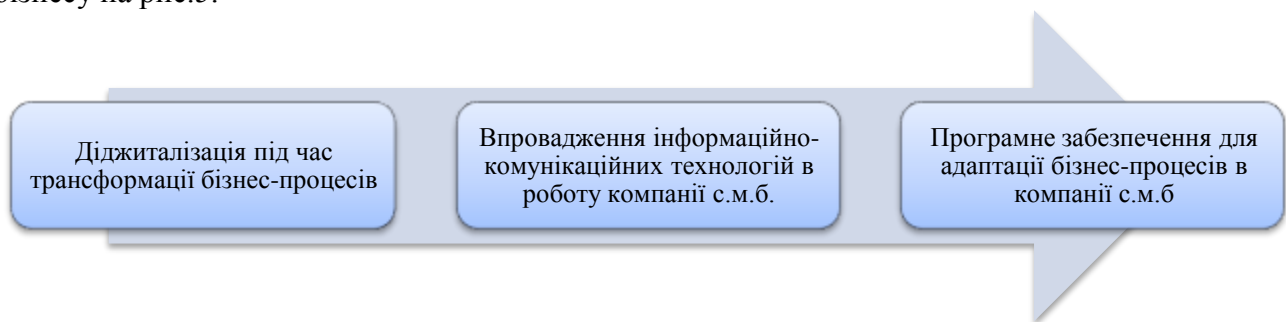 бізнесу на рис.3.
Діджиталізація під час
трансформації бізнес-процесів
Впровадження інформаційно-
комунікаційних технологій в
роботу компанії с.м.б.
Програмне забезпечення для
адаптації бізнес-процесів в
компанії с.м.б